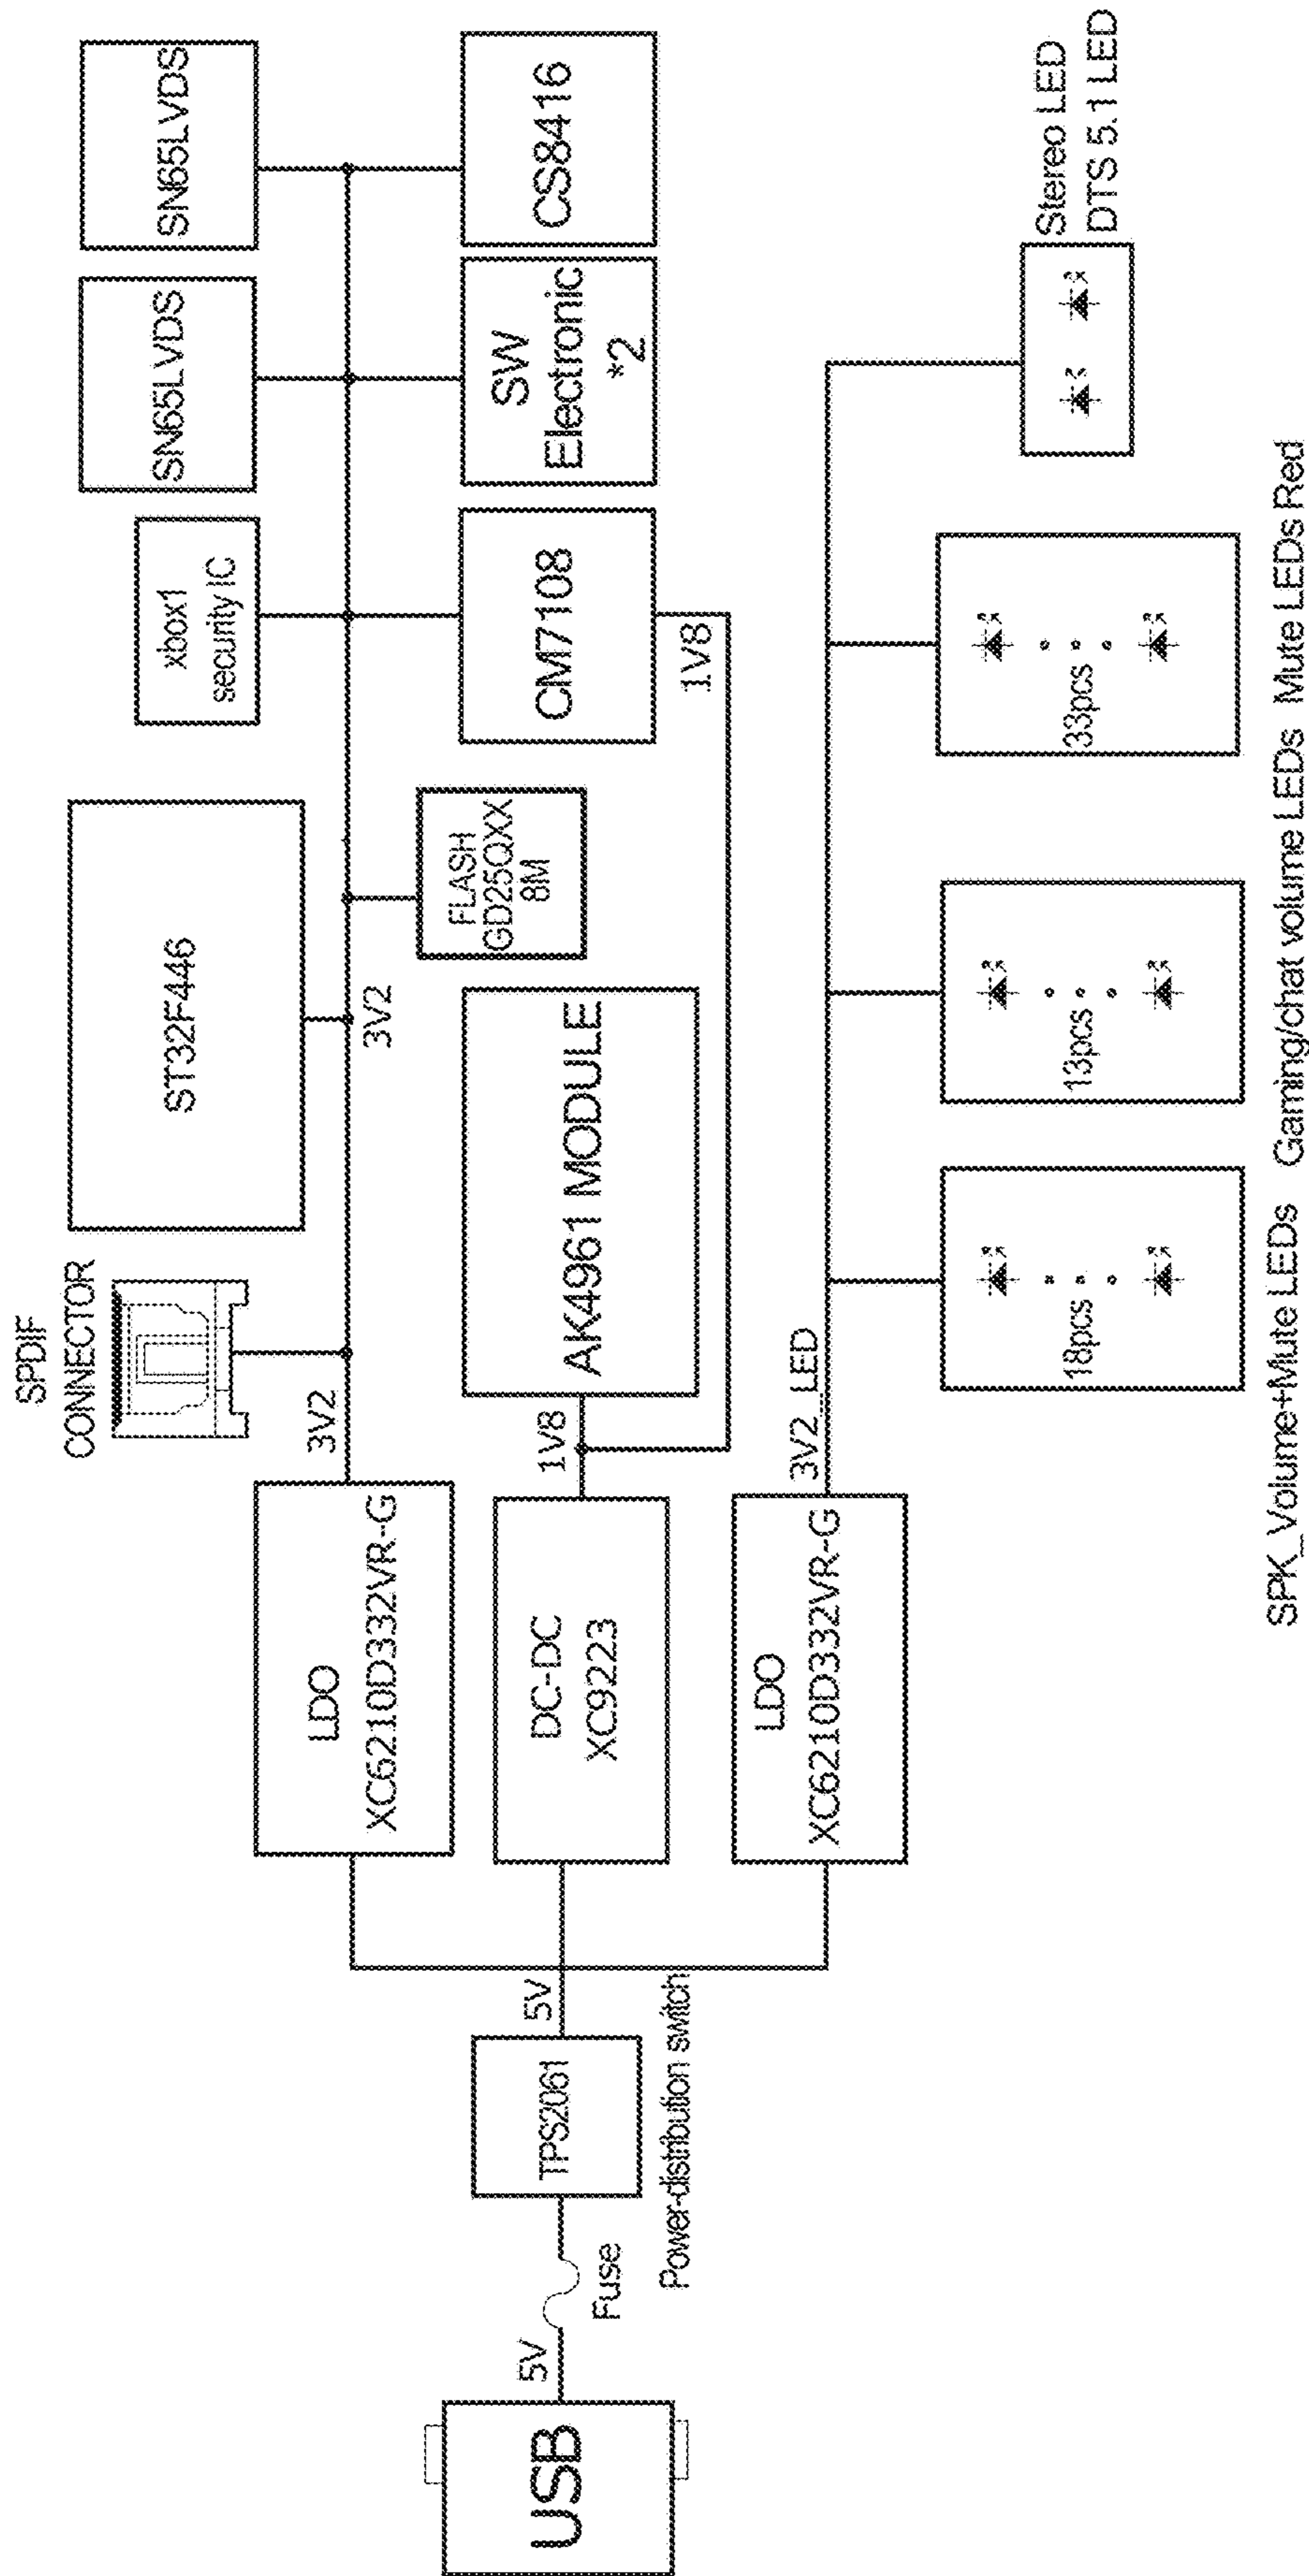 USB
5V
Fuse
TPS2061
Power-distribution switch
5V
LDO
XC6210D332VR-G
DC-DC
XC9223
LDO
XC6210D332VR-G
3V2
SPDIF
CONNECTOR
ST32F446
3V2
xbox1
security IC
SN65LVDS
SN65LVDS
FLASH
GD25QXX
8M
CM7108
SW
Electronic
*2
CS8416
1V8
AK4961 MODULE
1V8
3V2_LED
18pcs
13pcs
33pcs
Stereo LED
DTS 5.1 LED
SPK_Volume+Mute LEDs
Gaming/chat volume LEDs
Mute LEDs Red